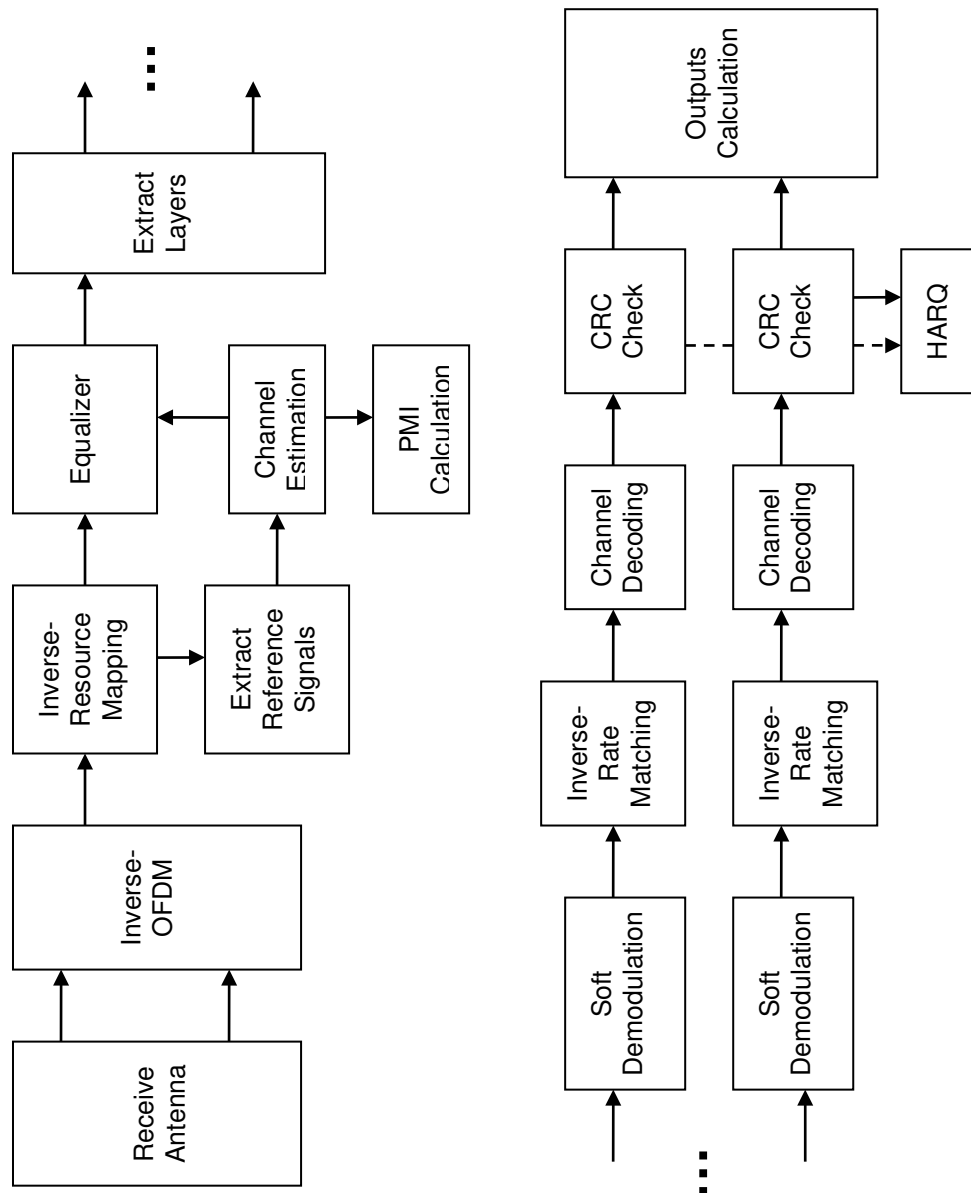 Receive
Antenna
Inverse-
OFDM
Inverse-
Resource
Mapping
Extract
Reference
Signals
Equalizer
Channel
Estimation
PMI
Calculation
Extract
Layers
...
...
Soft
Demodulation
Inverse-
Rate
Matching
Channel
Decoding
CRC
Check
Soft
Demodulation
Inverse-
Rate
Matching
Channel
Decoding
CRC
Check
HARQ
Outputs
Calculation